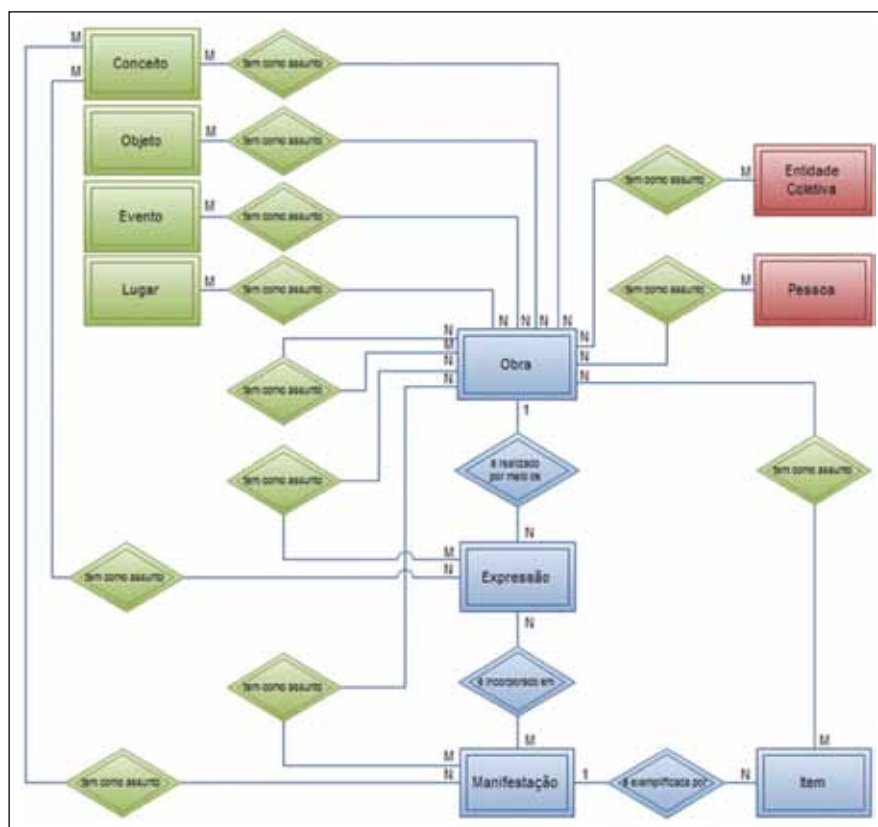 M
M
Conceito
M
tem como assunto
Objeto
M
tem como assunto
Evento
M
tem como assunto
Lugar
M
tem como assunto
tem como assunto
M
Entidade
Coletiva
tem como assunto
M
Pessoa
N
N
N
N
N
M
N
N
Obra
N
N
N
tem como assunto
1
tem como assunto
é realizado
por meio de
tem como assunto
N
M
N
Expressão
tem como assunto
N
tem como assunto
é incorporado em
M
M
N
Manifestação
tem como assunto
1
é exemplificada por
N
M
Item